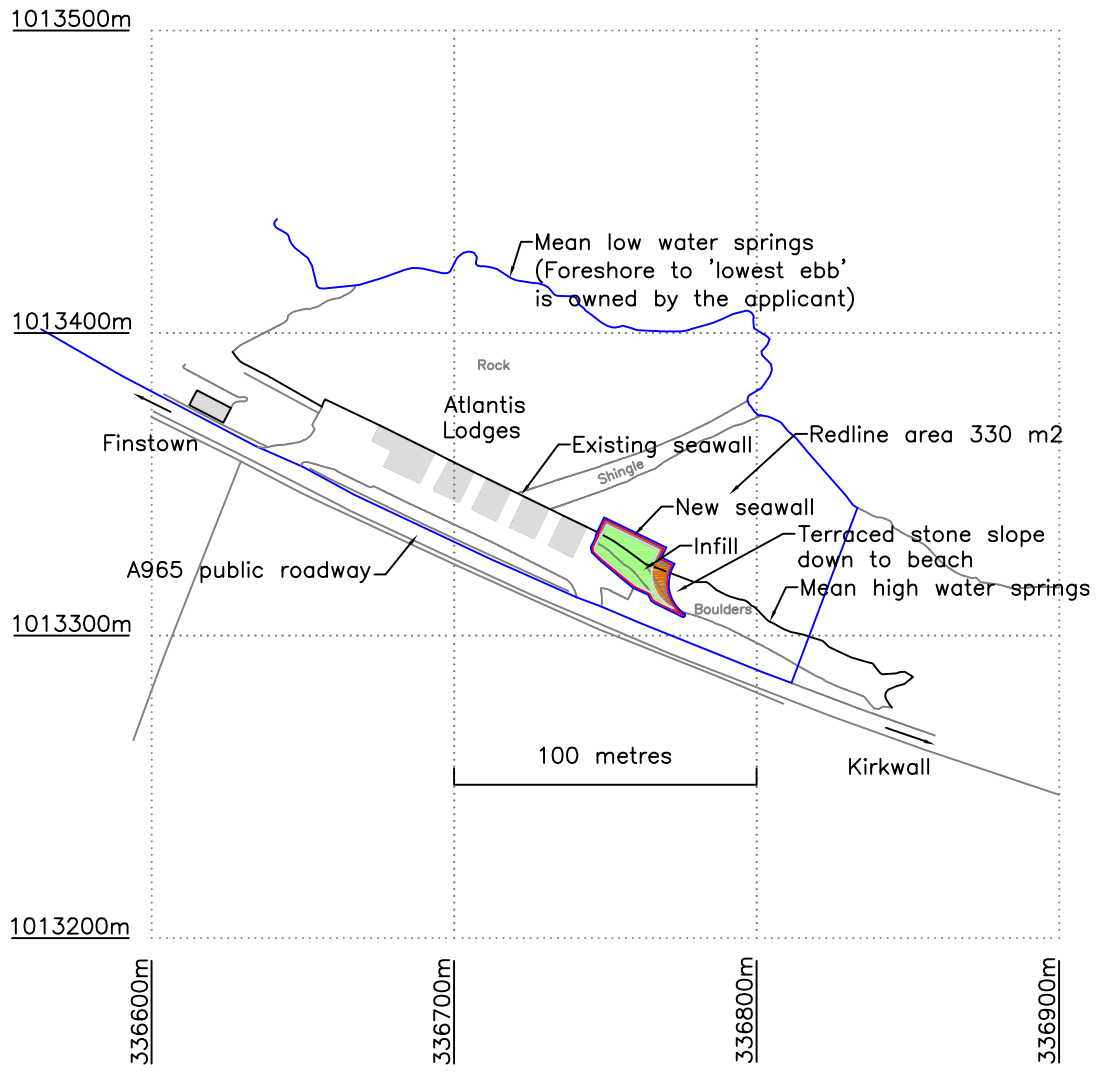 1013500m
Mean low water springs
(Foreshore to 'lowest ebb'
is owned by the applicant)
1013400m
Rock
Atlantis
Lodges
Finstown
Existing seawall
Redline area 330 m2
Shingle
New seawall
Terraced stone slope
down to beach
Infill
A965 public roadway
Mean high water springs
Boulders
1013300m
100 metres
Kirkwall
1013200m
336600m
336700m
336800m
336900m